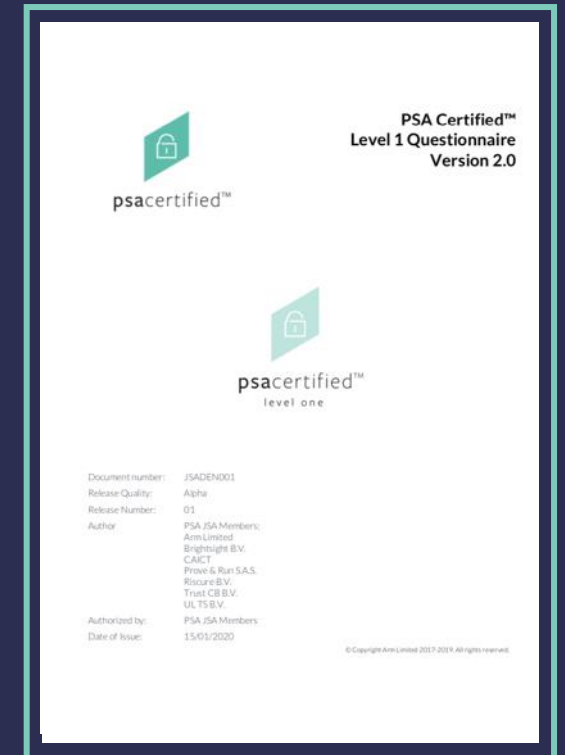 PSA Certified™
Level 1 Questionnaire
Version 2.0
psacertified™
psacertified™
level one
Document number: JSADEN001
Release Quality: Alpha
Release Number: 01
Author PSA JSA Members:
Arm Limited
Brightsight B.V.
CAICT
Prove & Run S.A.S.
Riscure B.V.
Trust CB B.V.
UL TS B.V.
Authorized by: PSA JSA Members
Date of Issue: 15/01/2020
© Copyright Arm Limited 2017-2019. All rights reserved.